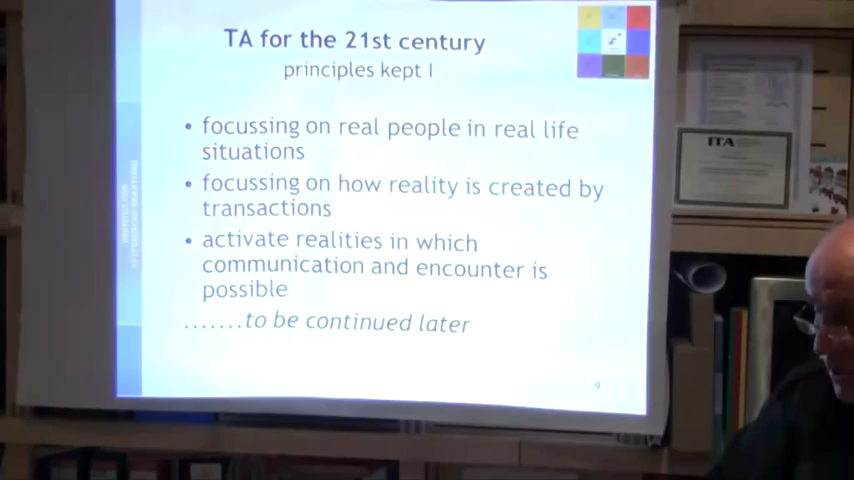 TA for the 21st century
principles kept I
• focussing on real people in real life
situations
• focussing on how reality is created by
transactions
• activate realities in which
communication and encounter is
possible
.......to be continued later
9
ITA